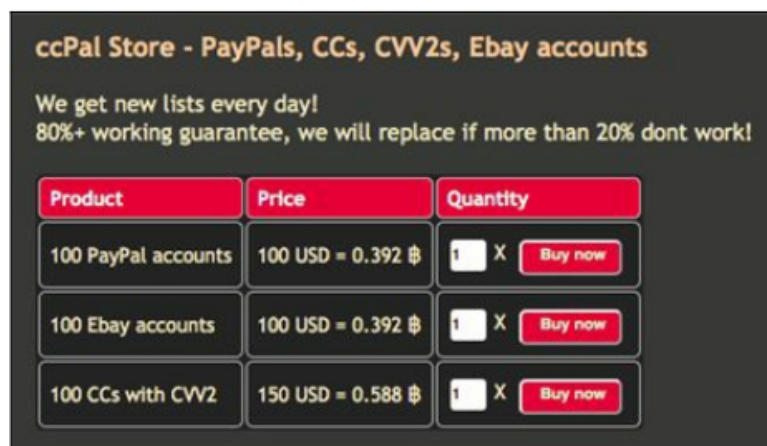 ccPal Store - PayPals, CCs, CVV2s, Ebay accounts
We get new lists every day!
80%+ working guarantee, we will replace if more than 20% dont work!
Product Price Quantity
100 PayPal accounts 100 USD = 0.392 ฿ 1 X Buy now
100 Ebay accounts 100 USD = 0.392 ฿ 1 X Buy now
100 CCs with CVV2 150 USD = 0.588 ฿ 1 X Buy now